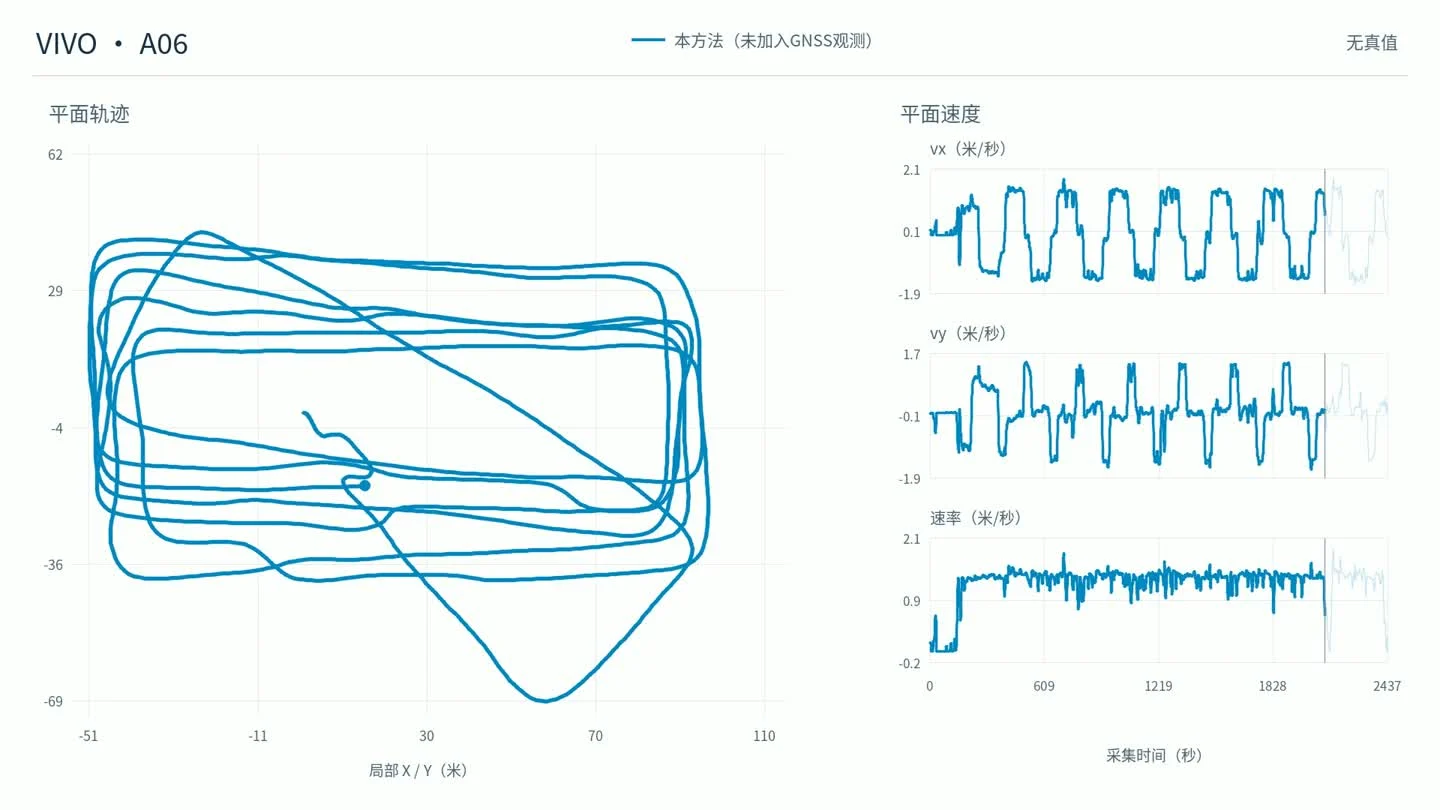 VIVO · A06
本方法（未加入GNSS观测）
无真值
平面轨迹
62
29
-4
-36
-69
-51
-11
30
70
110
局部 X / Y（米）
平面速度
vx（米/秒）
2.1
0.1
-1.9
vy（米/秒）
1.7
-0.1
-1.9
速率（米/秒）
2.1
0.9
-0.2
0
609
1219
1828
2437
采集时间（秒）